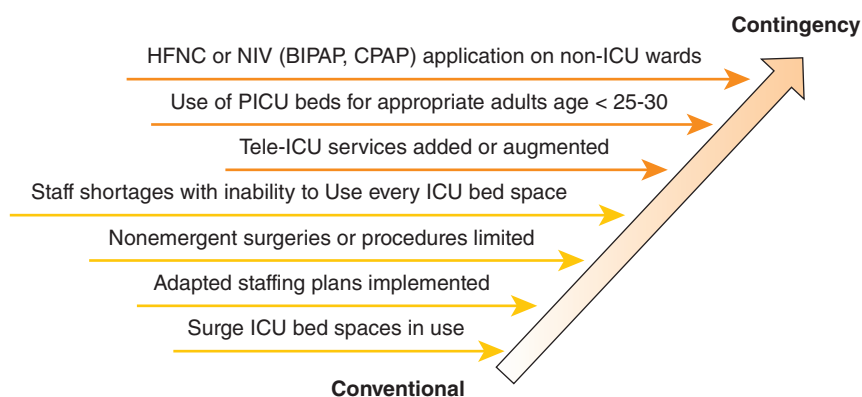 Contingency
HFNC or NIV (BIPAP, CPAP) application on non-ICU wards
Use of PICU beds for appropriate adults age < 25-30
Tele-ICU services added or augmented
Staff shortages with inability to Use every ICU bed space
Nonemergent surgeries or procedures limited
Adapted staffing plans implemented
Surge ICU bed spaces in use
Conventional